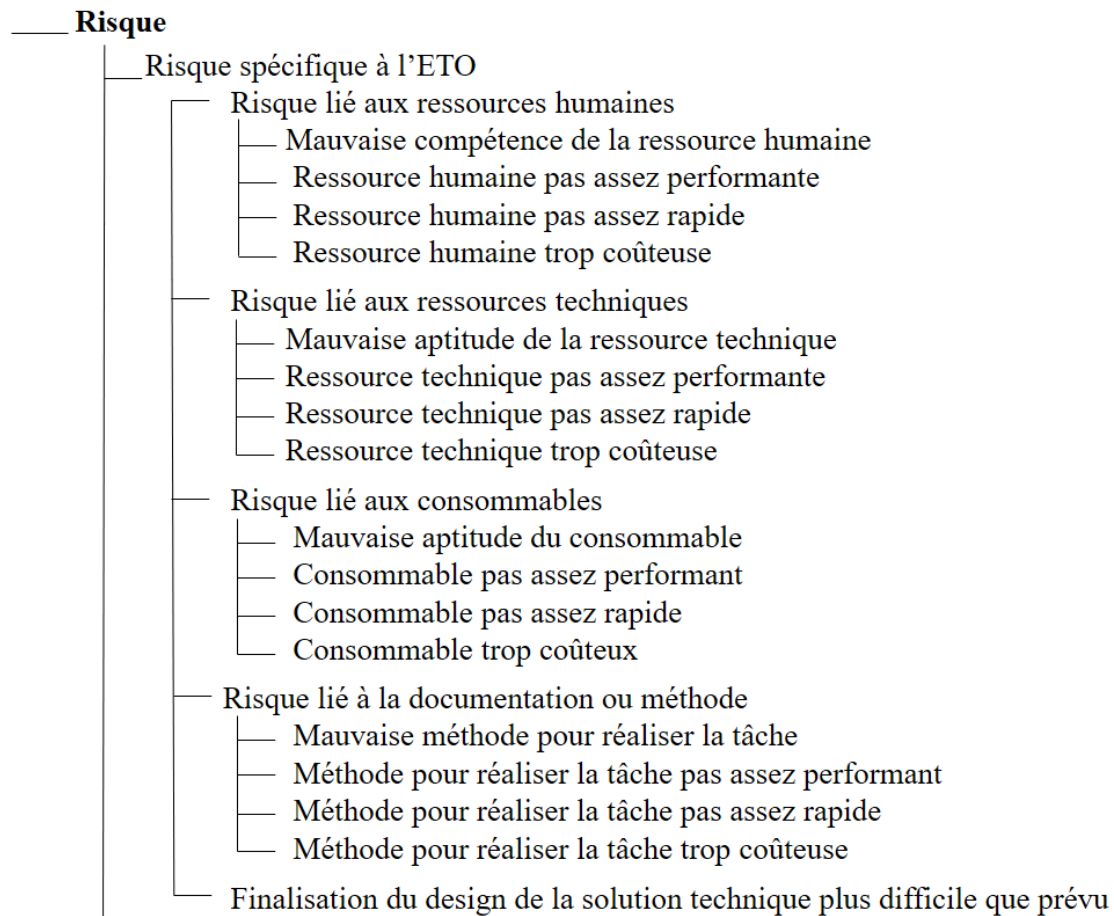 Risque
Risque spécifique à l’ETO
Risque lié aux ressources humaines
Mauvaise compétence de la ressource humaine
Ressource humaine pas assez performante
Ressource humaine pas assez rapide
Ressource humaine trop coûteuse
Risque lié aux ressources techniques
Mauvaise aptitude de la ressource technique
Ressource technique pas assez performante
Ressource technique pas assez rapide
Ressource technique trop coûteuse
Risque lié aux consommables
Mauvaise aptitude du consommable
Consommable pas assez performant
Consommable pas assez rapide
Consommable trop coûteux
Risque lié à la documentation ou méthode
Mauvaise méthode pour réaliser la tâche
Méthode pour réaliser la tâche pas assez performant
Méthode pour réaliser la tâche pas assez rapide
Méthode pour réaliser la tâche trop coûteuse
Finalisation du design de la solution technique plus difficile que prévu